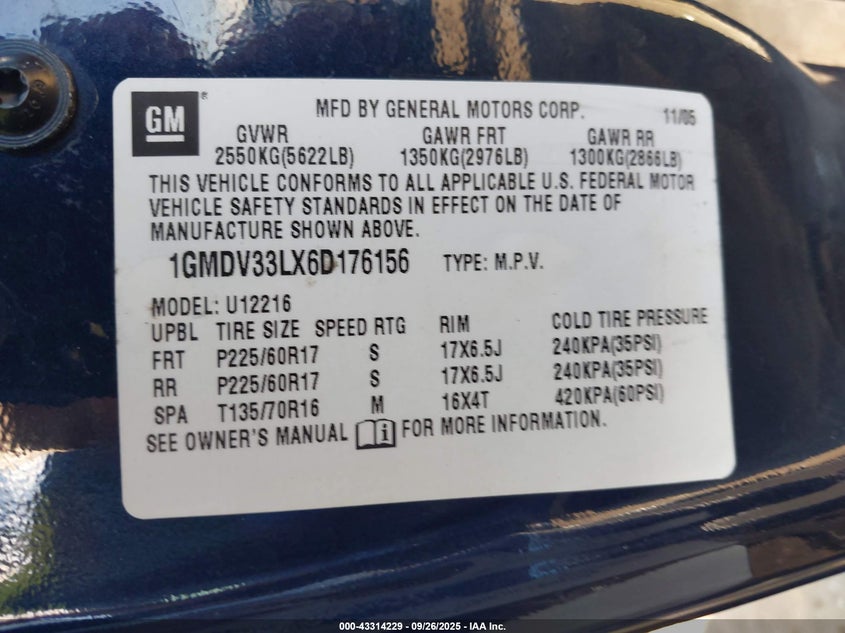 GM ® MFD BY GENERAL MOTORS CORP. 11/05
GVWR GAWR FRT GAWR RR
2550KG(5622LB) 1350KG(2976LB) 1300KG(2866LB)
THIS VEHICLE CONFORMS TO ALL APPLICABLE U.S. FEDERAL MOTOR
VEHICLE SAFETY STANDARDS IN EFFECT ON THE DATE OF
MANUFACTURE SHOWN ABOVE.
1GMDV33LX6D176156 TYPE: M.P.V.
MODEL: U12216
UPBL TIRE SIZE SPEED RTG RIM COLD TIRE PRESSURE
FRT P225/60R17 S 17X6.5J 240KPA(35PSI)
RR P225/60R17 S 17X6.5J 240KPA(35PSI)
SPA T135/70R16 M 16X4T 420KPA(60PSI)
SEE OWNER'S MANUAL i FOR MORE INFORMATION.
000-43314229 - 09/26/2025 - IAA Inc.